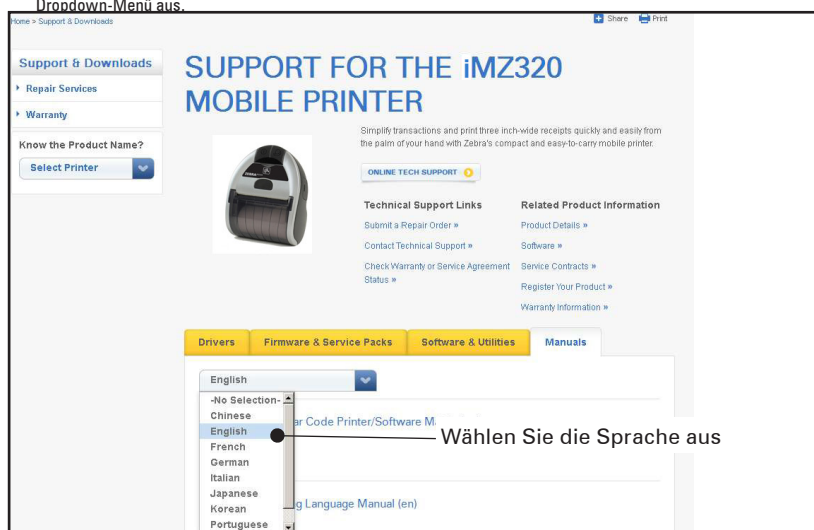 Dropdown-Menü aus.
Home > Support & Downloads
Share Print
Support & Downloads
Repair Services
Warranty
Know the Product Name?
Select Printer
SUPPORT FOR THE iMZ320
MOBILE PRINTER
Simplify transactions and print three inch-wide receipts quickly and easily from
the palm of your hand with Zebra's compact and easy-to-carry mobile printer.
ONLINE TECH SUPPORT
Technical Support Links
Submit a Repair Order »
Contact Technical Support »
Check Warranty or Service Agreement
Status »
Related Product Information
Product Details »
Software »
Service Contracts »
Register Your Product »
Warranty Information »
Drivers Firmware & Service Packs Software & Utilities Manuals
English
-No Selection-
Chinese
English
French
German
Italian
Japanese
Korean
Portuguese
ar Code Printer/Software M
Wählen Sie die Sprache aus
g Language Manual (en)